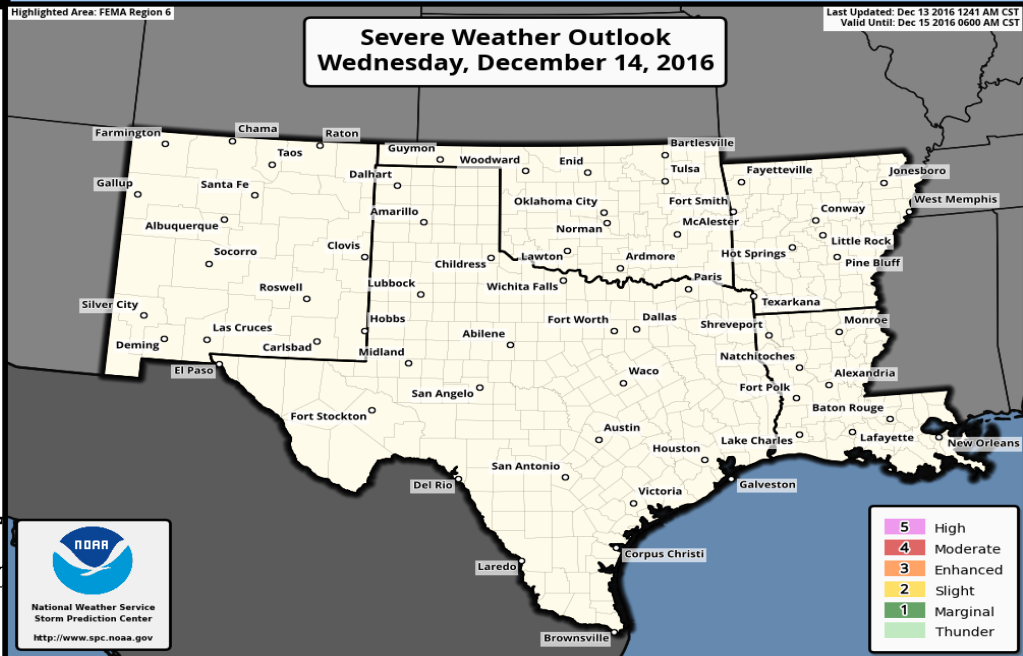 Highlighted Area: FEMA Region 6
Last Updated: Dec 13 2016 1241 AM CST
Valid Until: Dec 15 2016 0600 AM CST
Severe Weather Outlook
Wednesday, December 14, 2016
Farmington
Chama
Raton
Taos
Guymon
Woodward
Enid
Bartlesville
Tulsa
Fayetteville
Jonesboro
Gallup
Santa Fe
Dalhart
Oklahoma City
Fort Smith
West Memphis
Albuquerque
Amarillo
Norman
McAlester
Conway
Socorro
Clovis
Childress
Lawton
Ardmore
Hot Springs
Little Rock
Pine Bluff
Roswell
Lubbock
Wichita Falls
Paris
Texarkana
Silver City
Las Cruces
Hobbs
Abilene
Fort Worth
Dallas
Shreveport
Monroe
Deming
Carlsbad
Midland
Natchitoches
El Paso
San Angelo
Waco
Fort Polk
Alexandria
Fort Stockton
Austin
Baton Rouge
Houston
Lake Charles
Lafayette
New Orleans
San Antonio
Del Rio
Victoria
Galveston
Corpus Christi
Laredo
Brownsville
NOAA
National Weather Service
Storm Prediction Center
http://www.spc.noaa.gov
5 High
4 Moderate
3 Enhanced
2 Slight
1 Marginal
Thunder